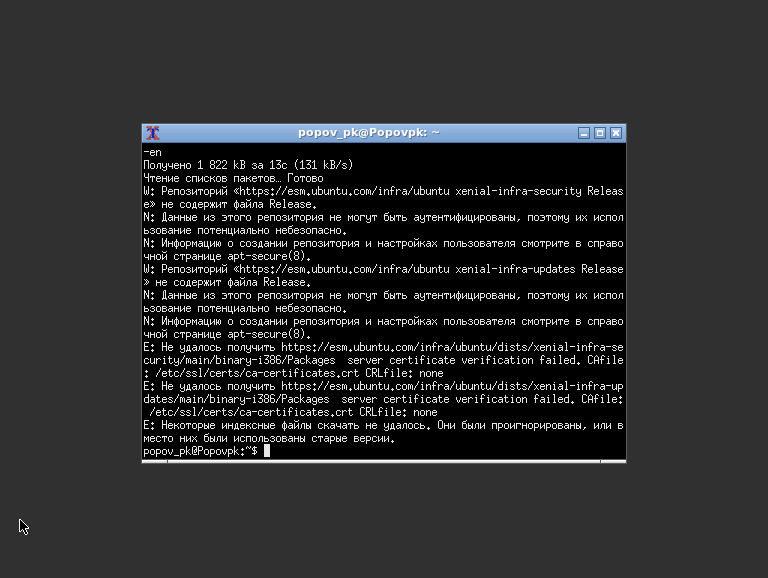 popov_pk@Popovpk: ~
-en
Получено 1 822 kB за 13с (131 kB/s)
Чтение списков пакетов… Готово
W: Репозиторий «https://esm.ubuntu.com/infra/ubuntu xenial-infra-security Releas
e» не содержит файла Release.
N: Данные из этого репозитория не могут быть аутентифицированы, поэтому их испол
ьзование потенциально небезопасно.
N: Информацию о создании репозитория и настройках пользователя смотрите в справо
чной странице apt-secure(8).
W: Репозиторий «https://esm.ubuntu.com/infra/ubuntu xenial-infra-updates Release
» не содержит файла Release.
N: Данные из этого репозитория не могут быть аутентифицированы, поэтому их испол
ьзование потенциально небезопасно.
N: Информацию о создании репозитория и настройках пользователя смотрите в справо
чной странице apt-secure(8).
E: Не удалось получить https://esm.ubuntu.com/infra/ubuntu/dists/xenial-infra-se
curity/main/binary-i386/Packages  server certificate verification failed. CAfile
: /etc/ssl/certs/ca-certificates.crt CRLfile: none
E: Не удалось получить https://esm.ubuntu.com/infra/ubuntu/dists/xenial-infra-up
dates/main/binary-i386/Packages  server certificate verification failed. CAfile:
 /etc/ssl/certs/ca-certificates.crt CRLfile: none
E: Некоторые индексные файлы скачать не удалось. Они были проигнорированы, или в
место них были использованы старые версии.
popov_pk@Popovpk:~$